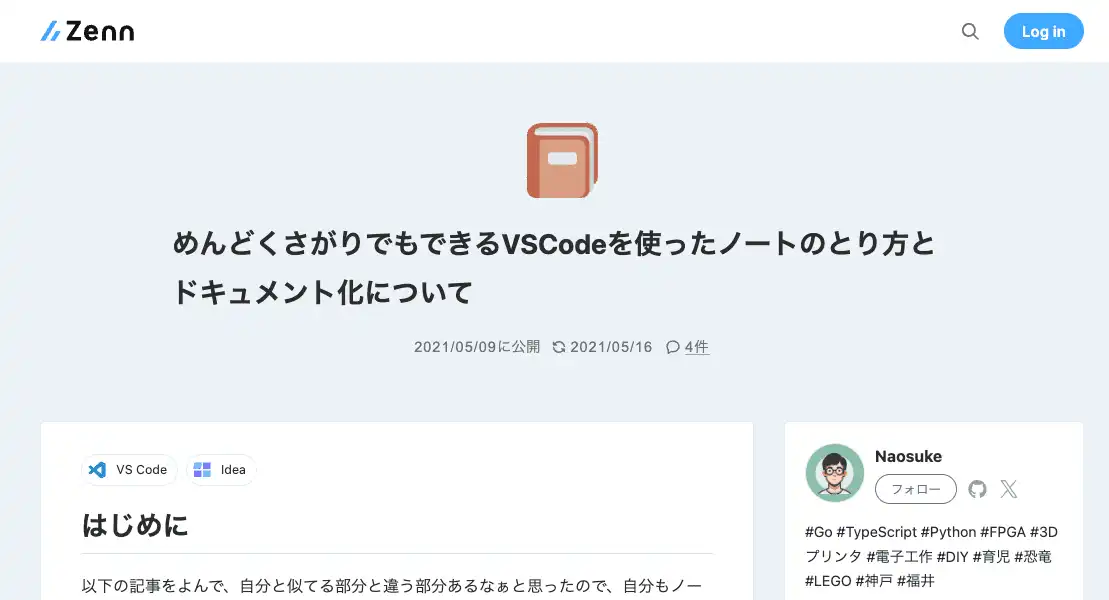 Zenn
Log in
めんどくさがりでもできるVSCodeを使ったノートのとり方と
ドキュメント化について
2021/05/09に公開 2021/05/16 4件
VS Code Idea
はじめに
以下の記事をよんで、自分と似てる部分と違う部分あるなぁと思ったので、自分もノー
Naosuke
フォロー
#Go #TypeScript #Python #FPGA #3D
プリンタ #電子工作 #DIY #育児 #恐竜
#LEGO #神戸 #福井